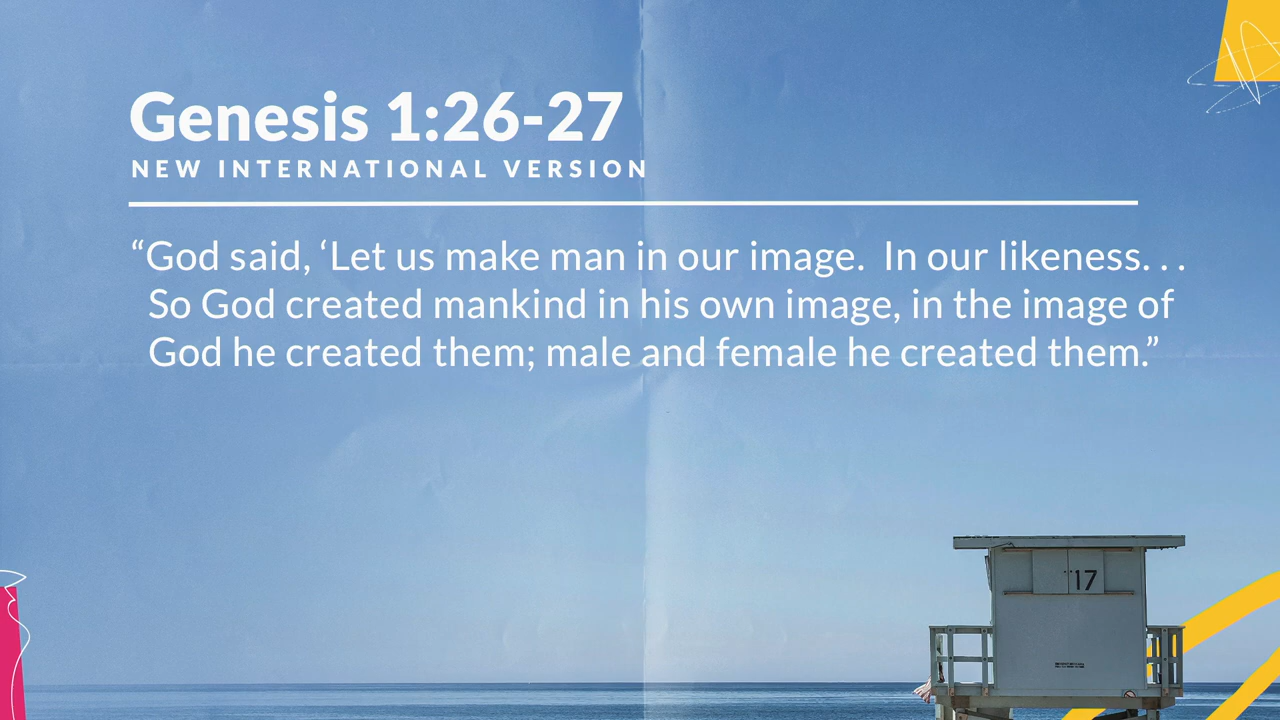 Genesis 1:26-27
NEW INTERNATIONAL VERSION
“God said, ‘Let us make man in our image.  In our likeness. . .
So God created mankind in his own image, in the image of
God he created them; male and female he created them.”
17